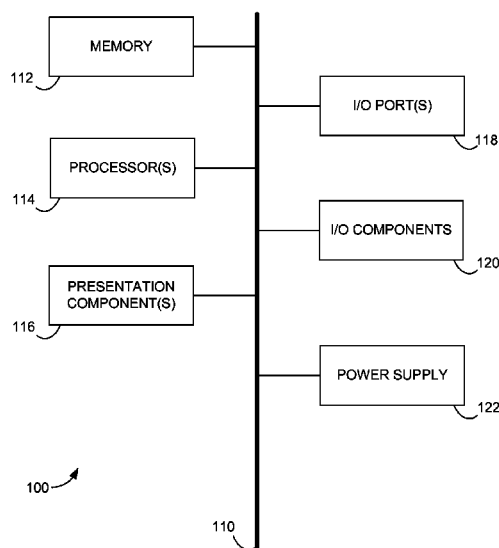 MEMORY
112
I/O PORT(S)
118
PROCESSOR(S)
114
I/O COMPONENTS
120
PRESENTATION
COMPONENT(S)
116
POWER SUPPLY
122
100
110